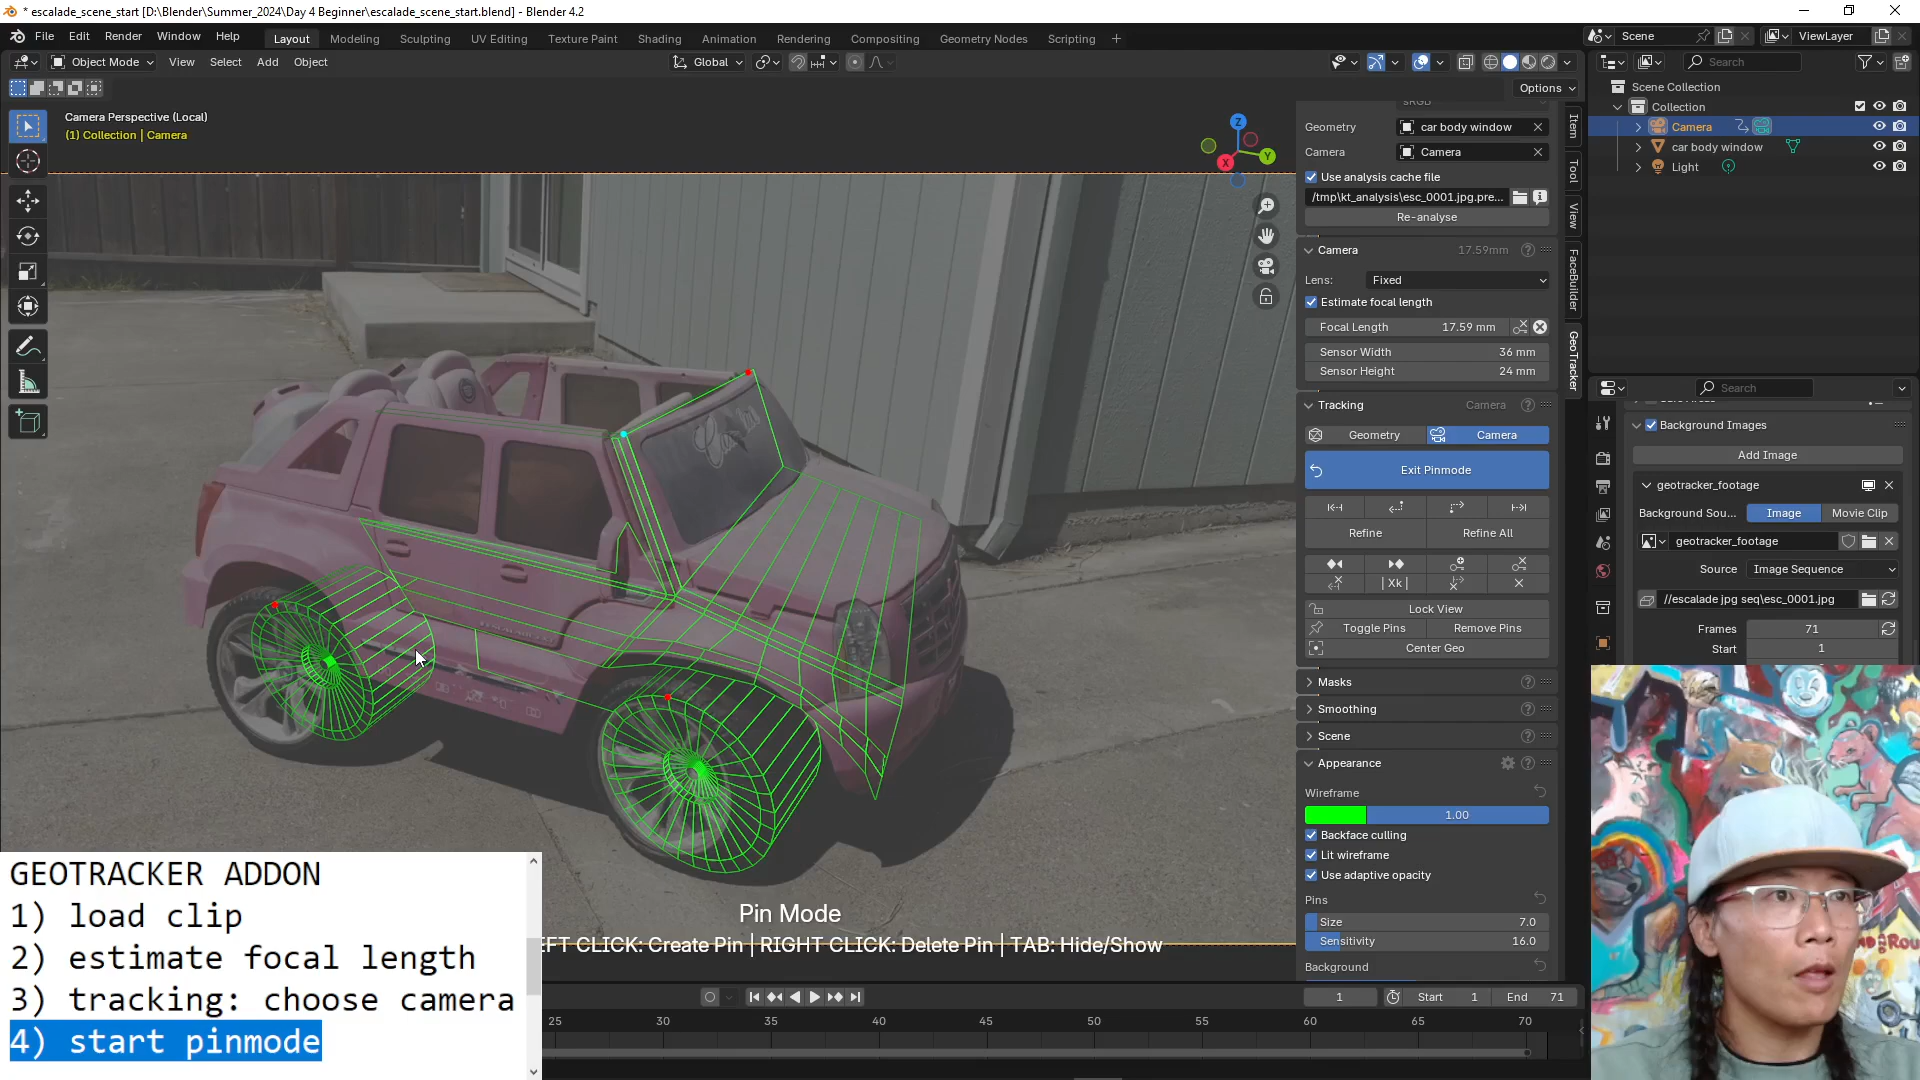 * escalade_scene_start [D:\Blender\Summer_2024\Day 4 Beginner\escalade_scene_start.blend] - Blender 4.2
File Edit Render Window Help
Layout Modeling Sculpting UV Editing Texture Paint Shading Animation Rendering Compositing Geometry Nodes Scripting +
Scene
ViewLayer
Object Mode View Select Add Object
Global
Search
Options
Scene Collection
Collection
Camera
car body window
Light
Camera Perspective (Local)
(1) Collection | Camera
Z
Y
X
Item
Tool
View
FaceBuilder
GeoTracker
sRGB
Geometry car body window
Camera Camera
Use analysis cache file
/tmp\kt_analysis\esc_0001.jpg.pre...
Re-analyse
Camera 17.59mm
Lens: Fixed
Estimate focal length
Focal Length 17.59 mm
Sensor Width 36 mm
Sensor Height 24 mm
Tracking Camera
Geometry Camera
Exit Pinmode
Refine Refine All
|Xk|
Lock View
Toggle Pins Remove Pins
Center Geo
Masks
Smoothing
Scene
Appearance
Wireframe
1.00
Backface culling
Lit wireframe
Use adaptive opacity
Pins
Size 7.0
Sensitivity 16.0
Background
Search
Background Images
Add Image
geotracker_footage
Background Sou... Image Movie Clip
geotracker_footage
Source Image Sequence
//escalade jpg seq\esc_0001.jpg
Frames 71
Start 1
Pin Mode
EFT CLICK: Create Pin | RIGHT CLICK: Delete Pin | TAB: Hide/Show
1 Start 1 End 71
25 30 35 40 45 50 55 60 65 70
GEOTRACKER ADDON
1) load clip
2) estimate focal length
3) tracking: choose camera
4) start pinmode